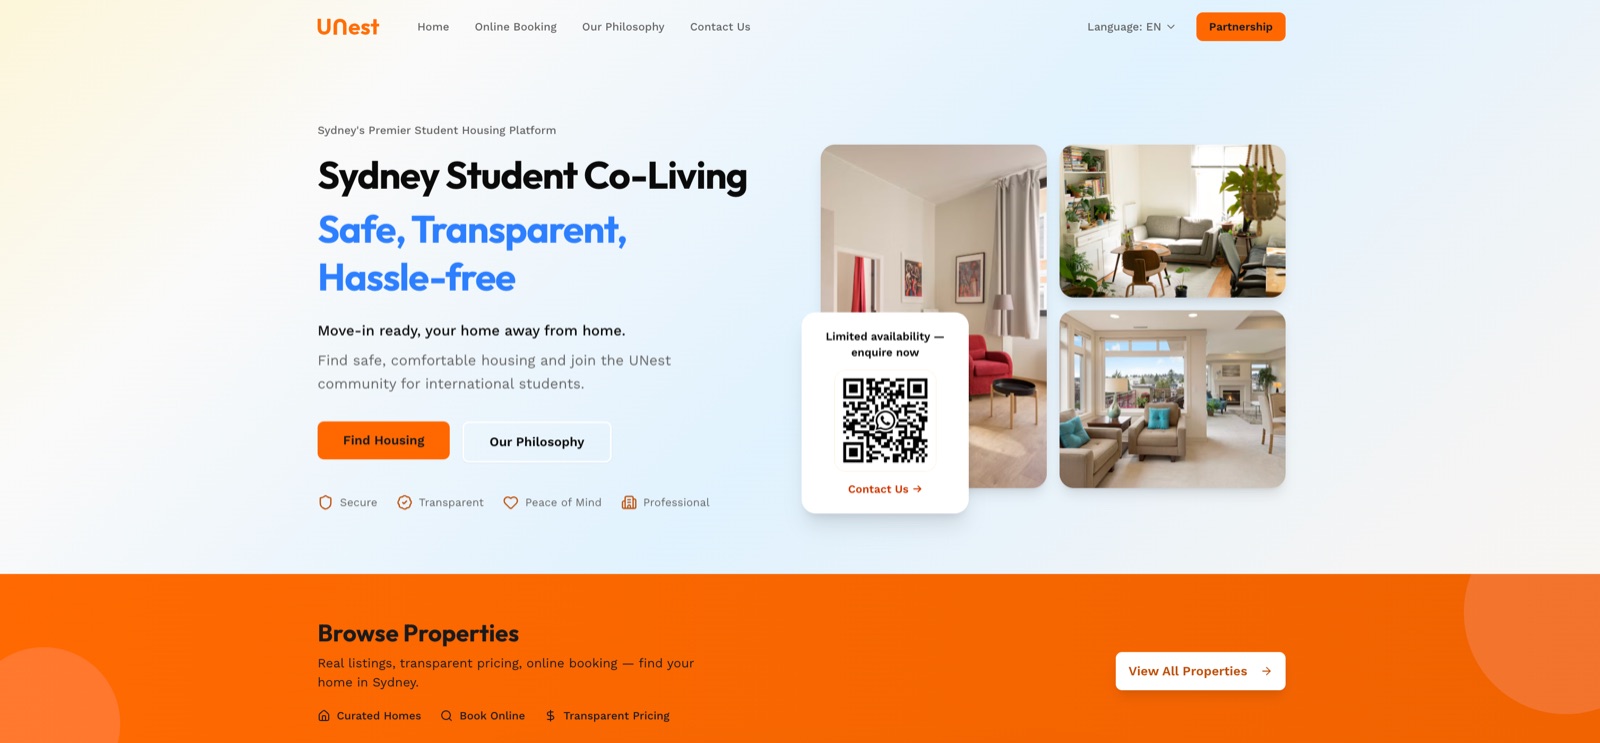 UNest
Home
Online Booking
Our Philosophy
Contact Us
Language: EN
Partnership
Sydney's Premier Student Housing Platform
Sydney Student Co-Living
Safe, Transparent,
Hassle-free
Move-in ready, your home away from home.
Find safe, comfortable housing and join the UNest
community for international students.
Find Housing
Our Philosophy
Secure
Transparent
Peace of Mind
Professional
Limited availability —
enquire now
Contact Us →
Browse Properties
Real listings, transparent pricing, online booking — find your
home in Sydney.
Curated Homes
Book Online
Transparent Pricing
View All Properties →